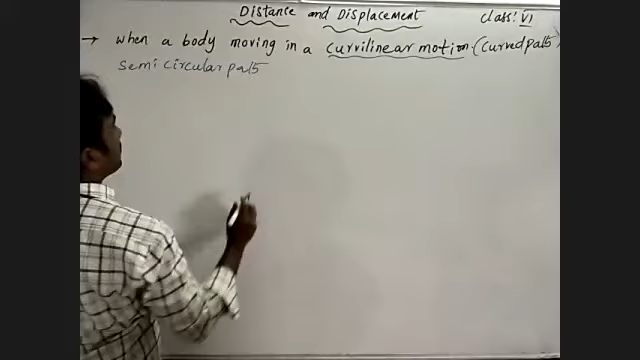 Distance and Displacement Class: VI
→ When a body moving in a curvilinear motion (curved path)
semi circular path